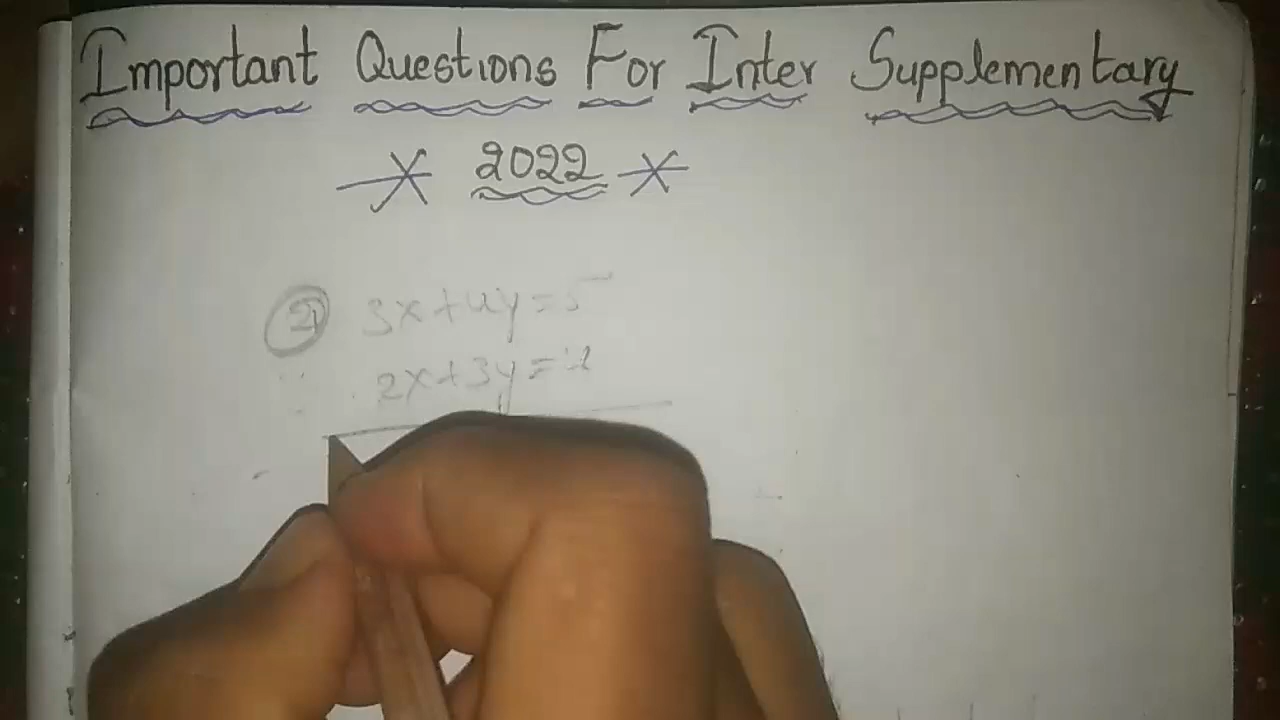 Important Questions For Inter Supplementary
* 2022 *
2) 3x+4y=5
2x+3y=4